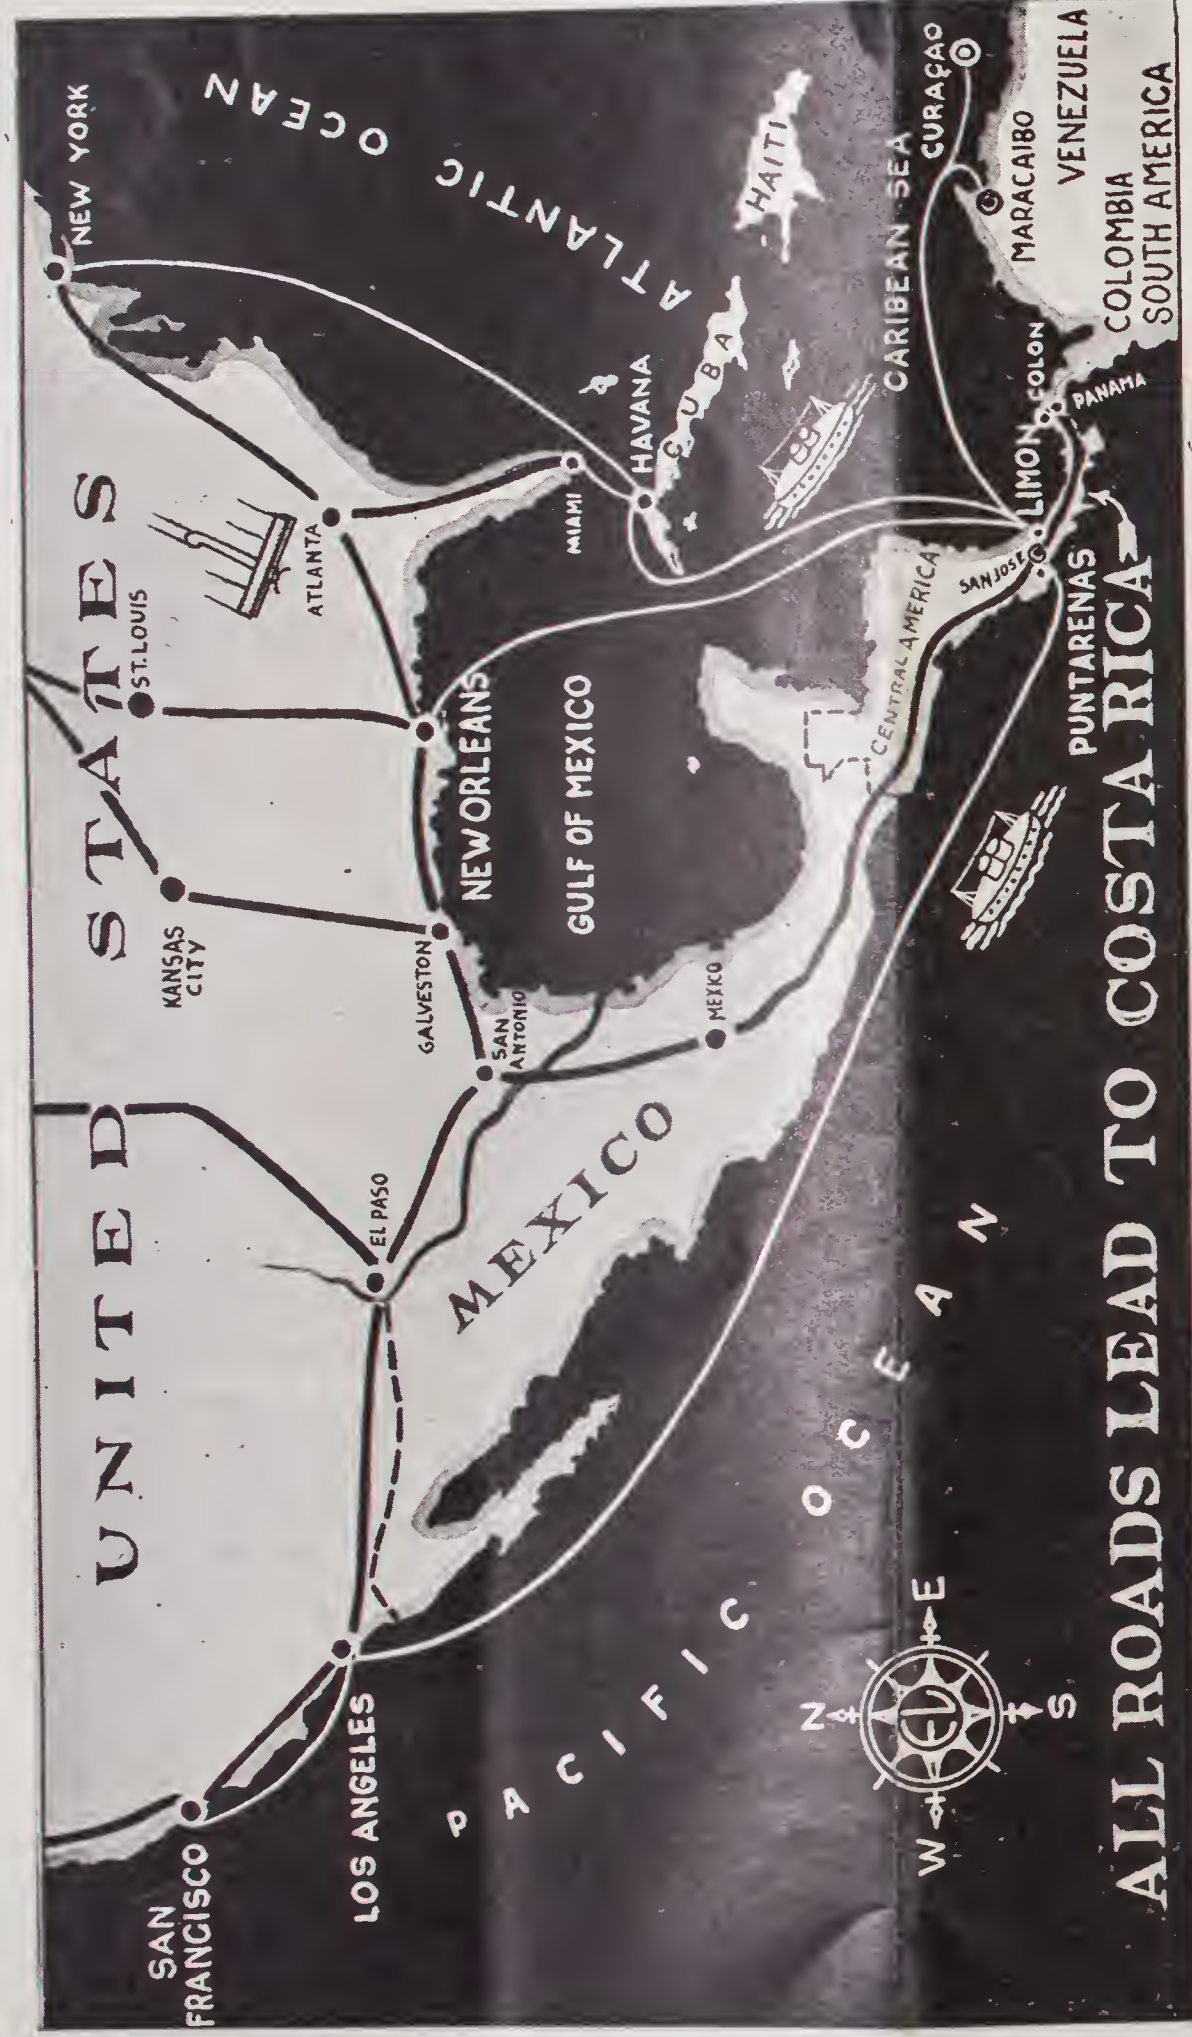 UNITED STATES
NEW YORK
ST. LOUIS
KANSAS
CITY
ATLANTA
SAN
FRANCISCO
LOS ANGELES
EL PASO
GALVESTON
SAN
ANTONIO
NEW ORLEANS
MIAMI
ATLANTIC OCEAN
GULF OF MEXICO
HAVANA
CUBA
HAITI
MEXICO
MEXICO
CENTRAL AMERICA
CARIBEAN SEA
CURAÇAO
MARACAIBO
VENEZUELA
COLOMBIA
SOUTH AMERICA
LIMON
COLON
PANAMA
SAN JOSE
PUNTARENAS
PACIFIC OCEAN
N
W
E
S
ALL ROADS LEAD TO COSTA RICA